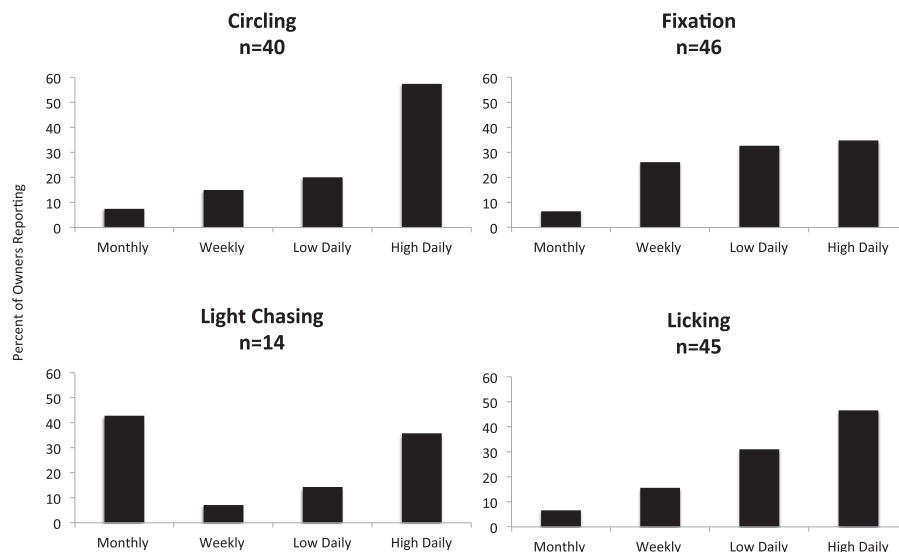 Circling
n=40
60
50
40
30
20
10
0
Monthly Weekly Low Daily High Daily
Fixation
n=46
60
50
40
30
20
10
0
Monthly Weekly Low Daily High Daily
Percent of Owners Reporting
Light Chasing
n=14
60
50
40
30
20
10
0
Monthly Weekly Low Daily High Daily
Licking
n=45
60
50
40
30
20
10
0
Monthly Weekly Low Daily High Daily